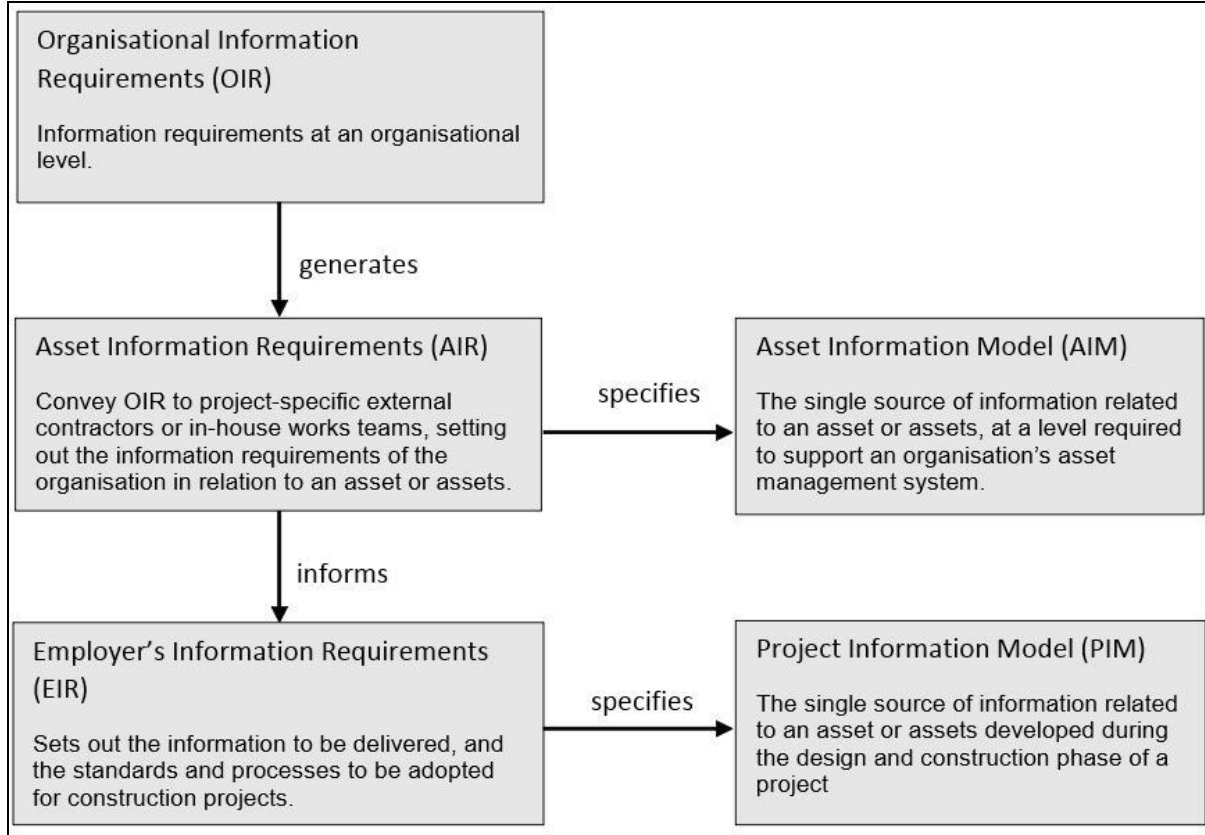 Organisational Information
Requirements (OIR)
Information requirements at an organisational
level.
generates
Asset Information Requirements (AIR)
Convey OIR to project-specific external
contractors or in-house works teams, setting
out the information requirements of the
organisation in relation to an asset or assets.
specifies
Asset Information Model (AIM)
The single source of information related
to an asset or assets, at a level required
to support an organisation’s asset
management system.
informs
Employer’s Information Requirements
(EIR)
Sets out the information to be delivered, and
the standards and processes to be adopted
for construction projects.
specifies
Project Information Model (PIM)
The single source of information related
to an asset or assets developed during
the design and construction phase of a
project